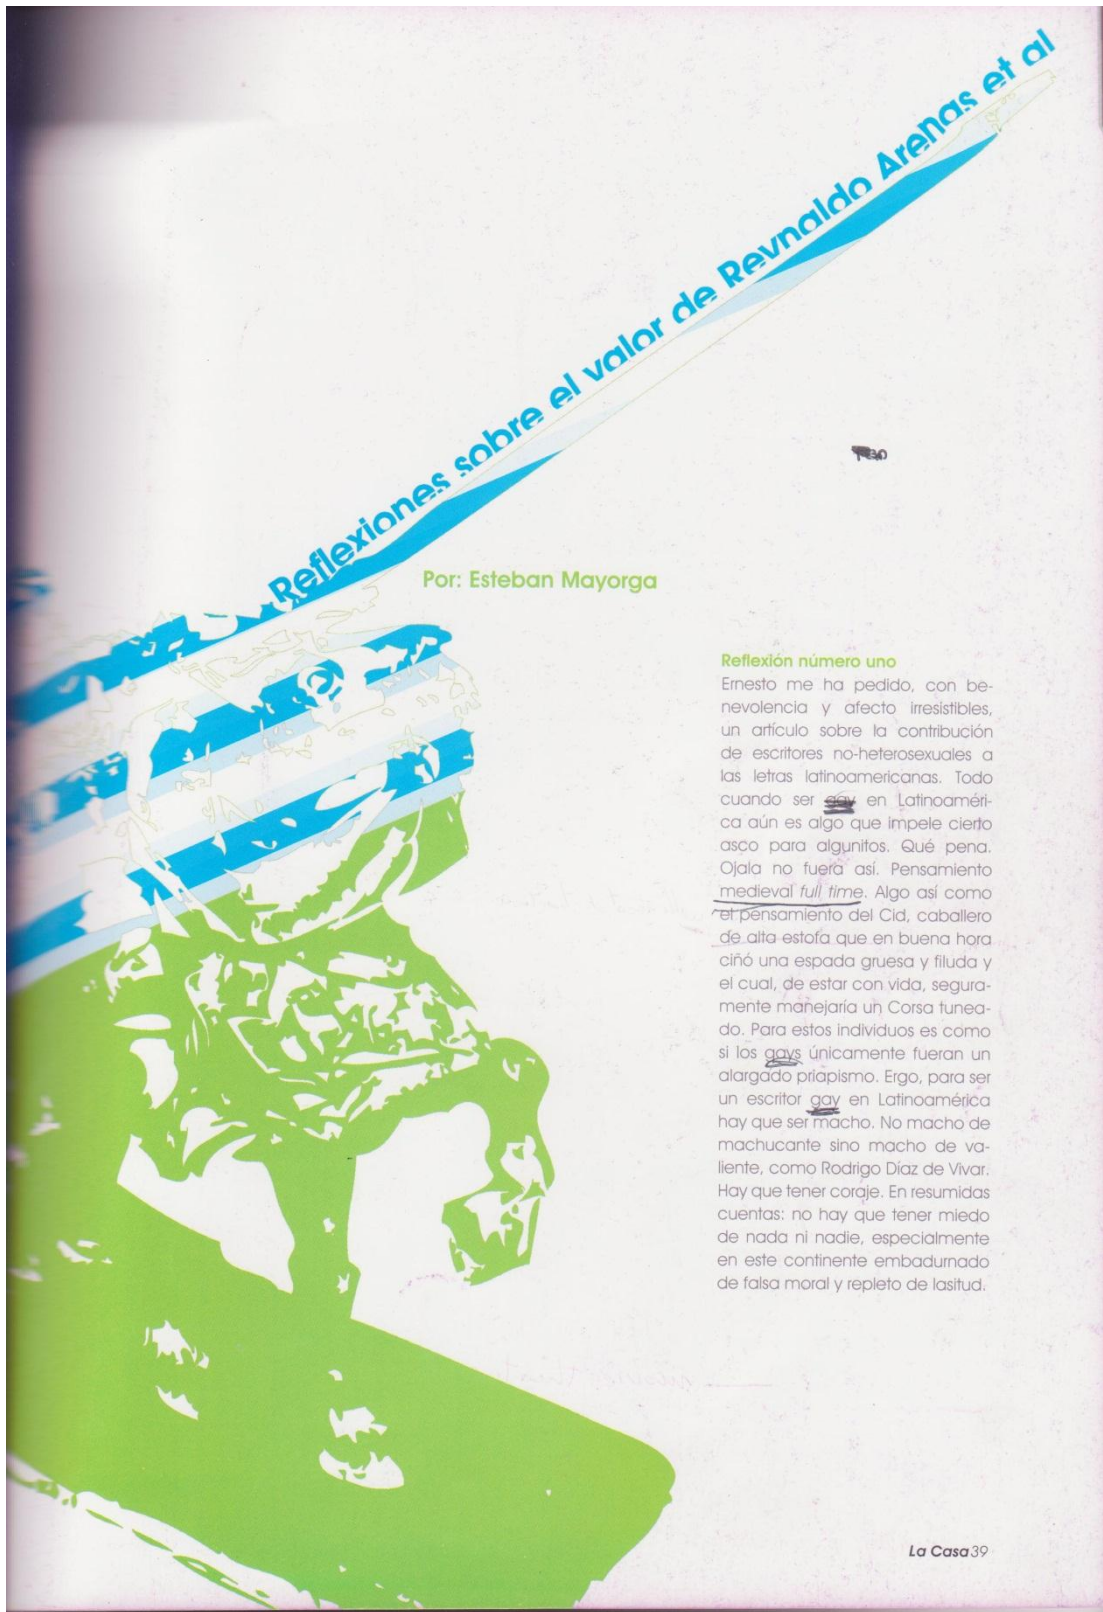 Reflexiones sobre el valor de Reynaldo Arenas et al
Por: Esteban Mayorga
Reflexión número uno
Ernesto me ha pedido, con be-
nevolencia y afecto irresistibles,
un artículo sobre la contribución
de escritores no-heterosexuales a
las letras latinoamericanas. Todo
cuando ser gay en Latinoaméri-
ca aún es algo que impele cierto
asco para algunitos. Qué pena.
Ojala no fuera así. Pensamiento
medieval full time. Algo así como
el pensamiento del Cid, caballero
de alta estofa que en buena hora
ciñó una espada gruesa y filuda y
el cual, de estar con vida, segura-
mente manejaría un Corsa tunea-
do. Para estos individuos es como
si los gays únicamente fueran un
alargado priapismo. Ergo, para ser
un escritor gay en Latinoamérica
hay que ser macho. No macho de
machucante sino macho de va-
liente, como Rodrigo Díaz de Vivar.
Hay que tener coraje. En resumidas
cuentas: no hay que tener miedo
de nada ni nadie, especialmente
en este continente embadurnado
de falsa moral y repleto de lasitud.
La Casa 39